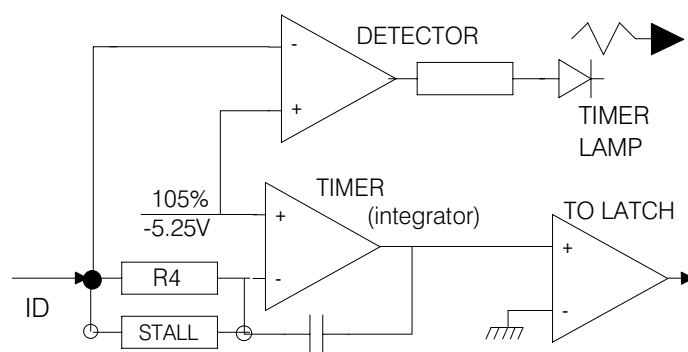 DETECTOR
-
+
TIMER
LAMP
TIMER
(integrator)
105%
-5.25V
+
-
TO LATCH
+
-
R4
ID
STALL